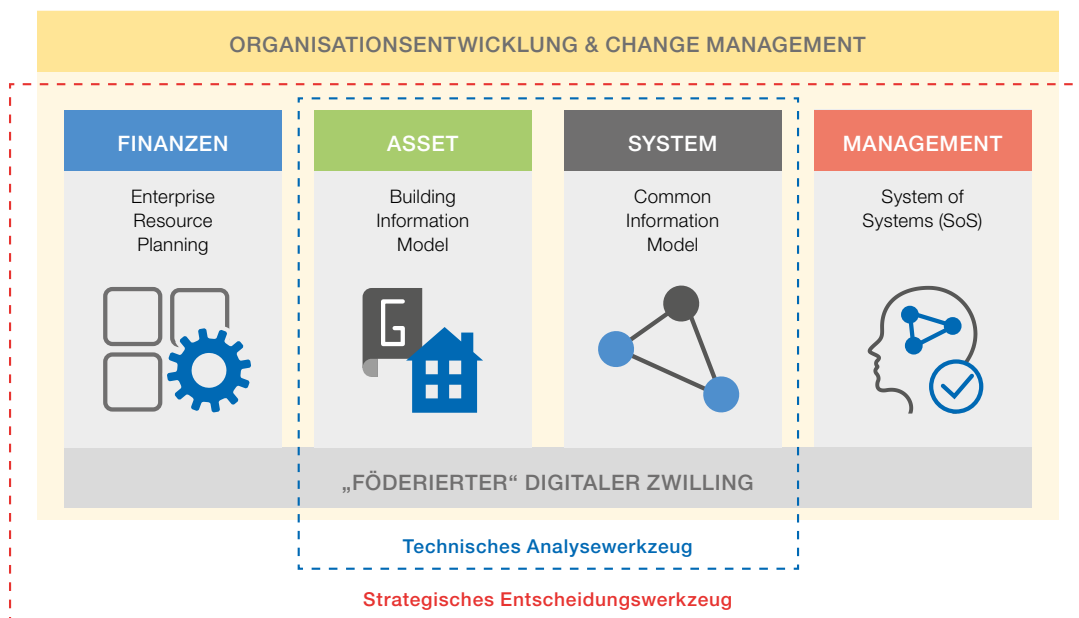 ORGANISATIONSENTWICKLUNG & CHANGE MANAGEMENT
FINANZEN
Enterprise
Resource
Planning
ASSET
Building
Information
Model
G
SYSTEM
Common
Information
Model
MANAGEMENT
System of
Systems (SoS)
„FÖDERIERTER“ DIGITALER ZWILLING
Technisches Analysewerkzeug
Strategisches Entscheidungswerkzeug